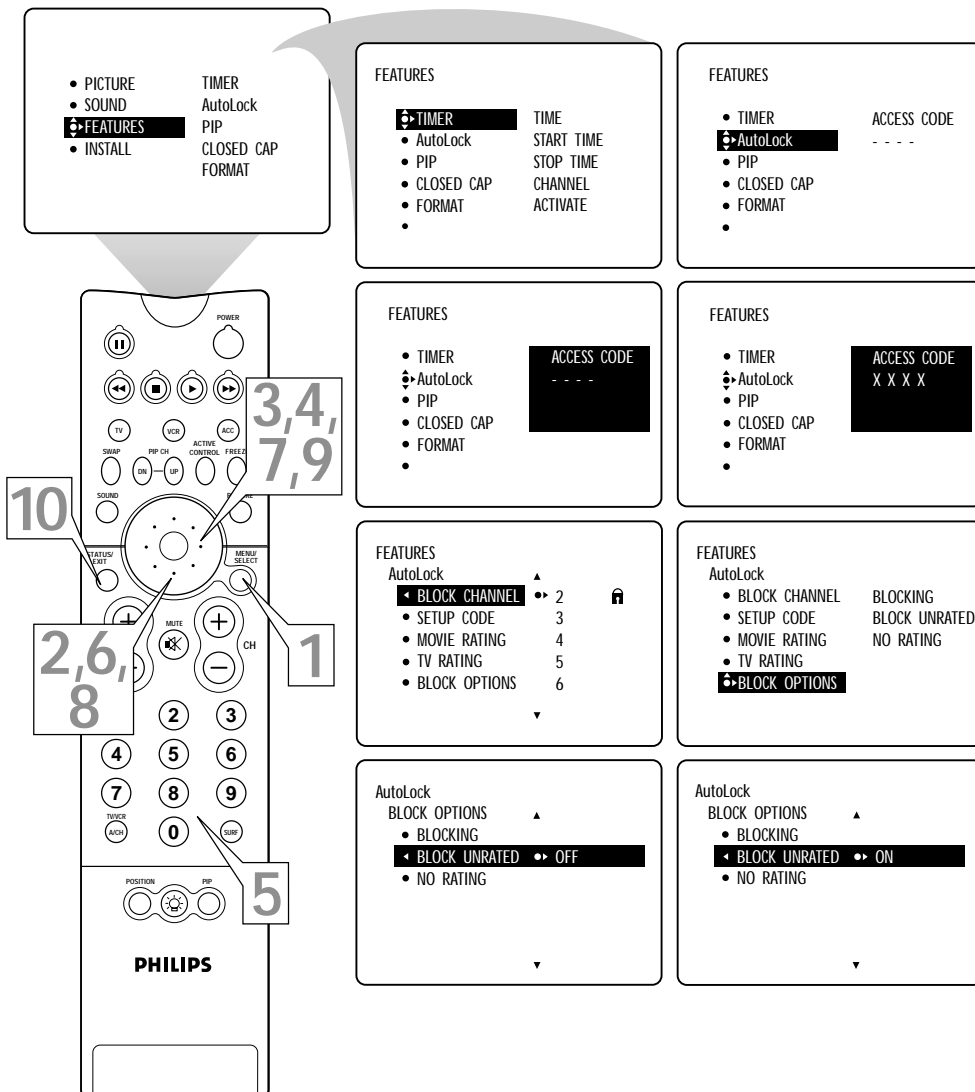 PICTURE TIMER
SOUND AutoLock
FEATURES PIP
INSTALL CLOSED CAP
FORMAT
FEATURES
TIMER TIME
AutoLock START TIME
PIP STOP TIME
CLOSED CAP CHANNEL
FORMAT ACTIVATE
FEATURES
TIMER ACCESS CODE
AutoLock - - - -
PIP
CLOSED CAP
FORMAT
FEATURES
TIMER ACCESS CODE
AutoLock - - - -
PIP
CLOSED CAP
FORMAT
FEATURES
TIMER ACCESS CODE
AutoLock X X X X
PIP
CLOSED CAP
FORMAT
FEATURES
AutoLock
BLOCK CHANNEL 2
SETUP CODE 3
MOVIE RATING 4
TV RATING 5
BLOCK OPTIONS 6
FEATURES
AutoLock
BLOCK CHANNEL BLOCKING
SETUP CODE BLOCK UNRATED
MOVIE RATING NO RATING
TV RATING
BLOCK OPTIONS
AutoLock
BLOCK OPTIONS
BLOCKING
BLOCK UNRATED OFF
NO RATING
AutoLock
BLOCK OPTIONS
BLOCKING
BLOCK UNRATED ON
NO RATING
POWER
TV VCR ACC
SWAP PIP CH ACTIVE
CONTROL
DN UP
SOUND
3,4,
7,9
10
STATUS/
EXIT
MENU/
SELECT
MUTE
CH
2,6,
8
1
2 3
4 5 6
7 8 9
TV/VCR
A/CH 0 SURF
5
POSITION PIP
PHILIPS